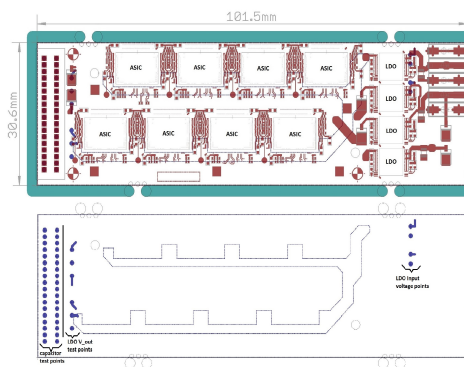 101.5mm
30.6mm
ASIC ASIC ASIC ASIC LDO
LDO
ASIC ASIC ASIC ASIC LDO
LDO
LDO input
voltage points
LDO V_out
test points
capacitor
test points